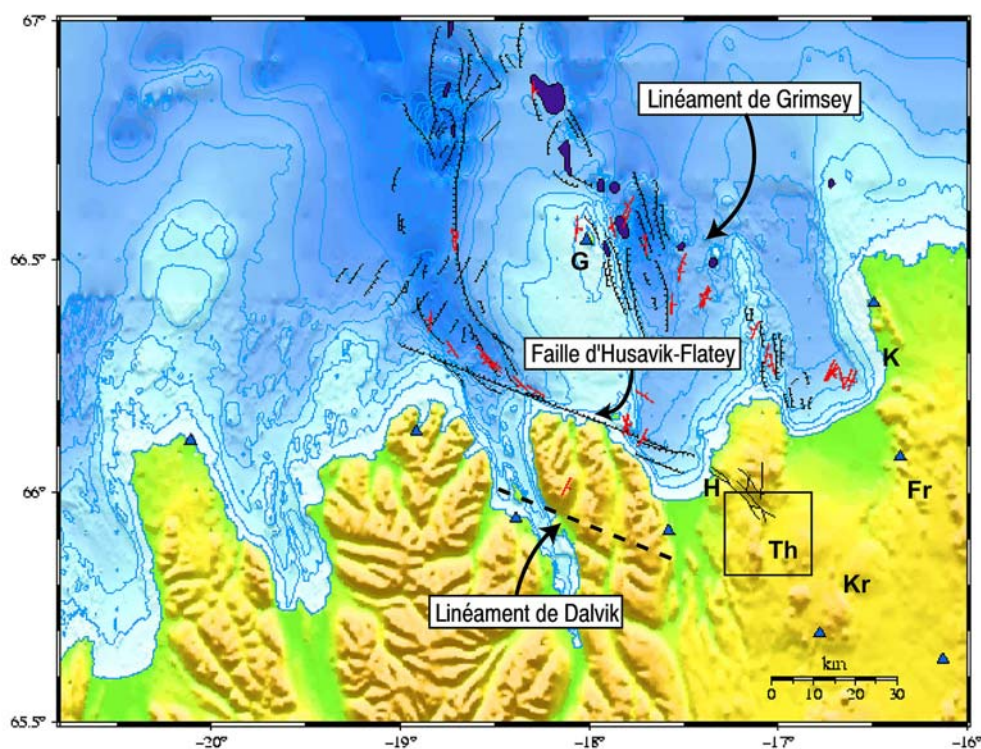 67°
Linéament de Grimsey
66.5°
G
Faille d'Husavik-Flatey
K
66°
H
Fr
Th
Kr
Linéament de Dalvik
km
0 10 20 30
65.5°
-20° -19° -18° -17° -16°